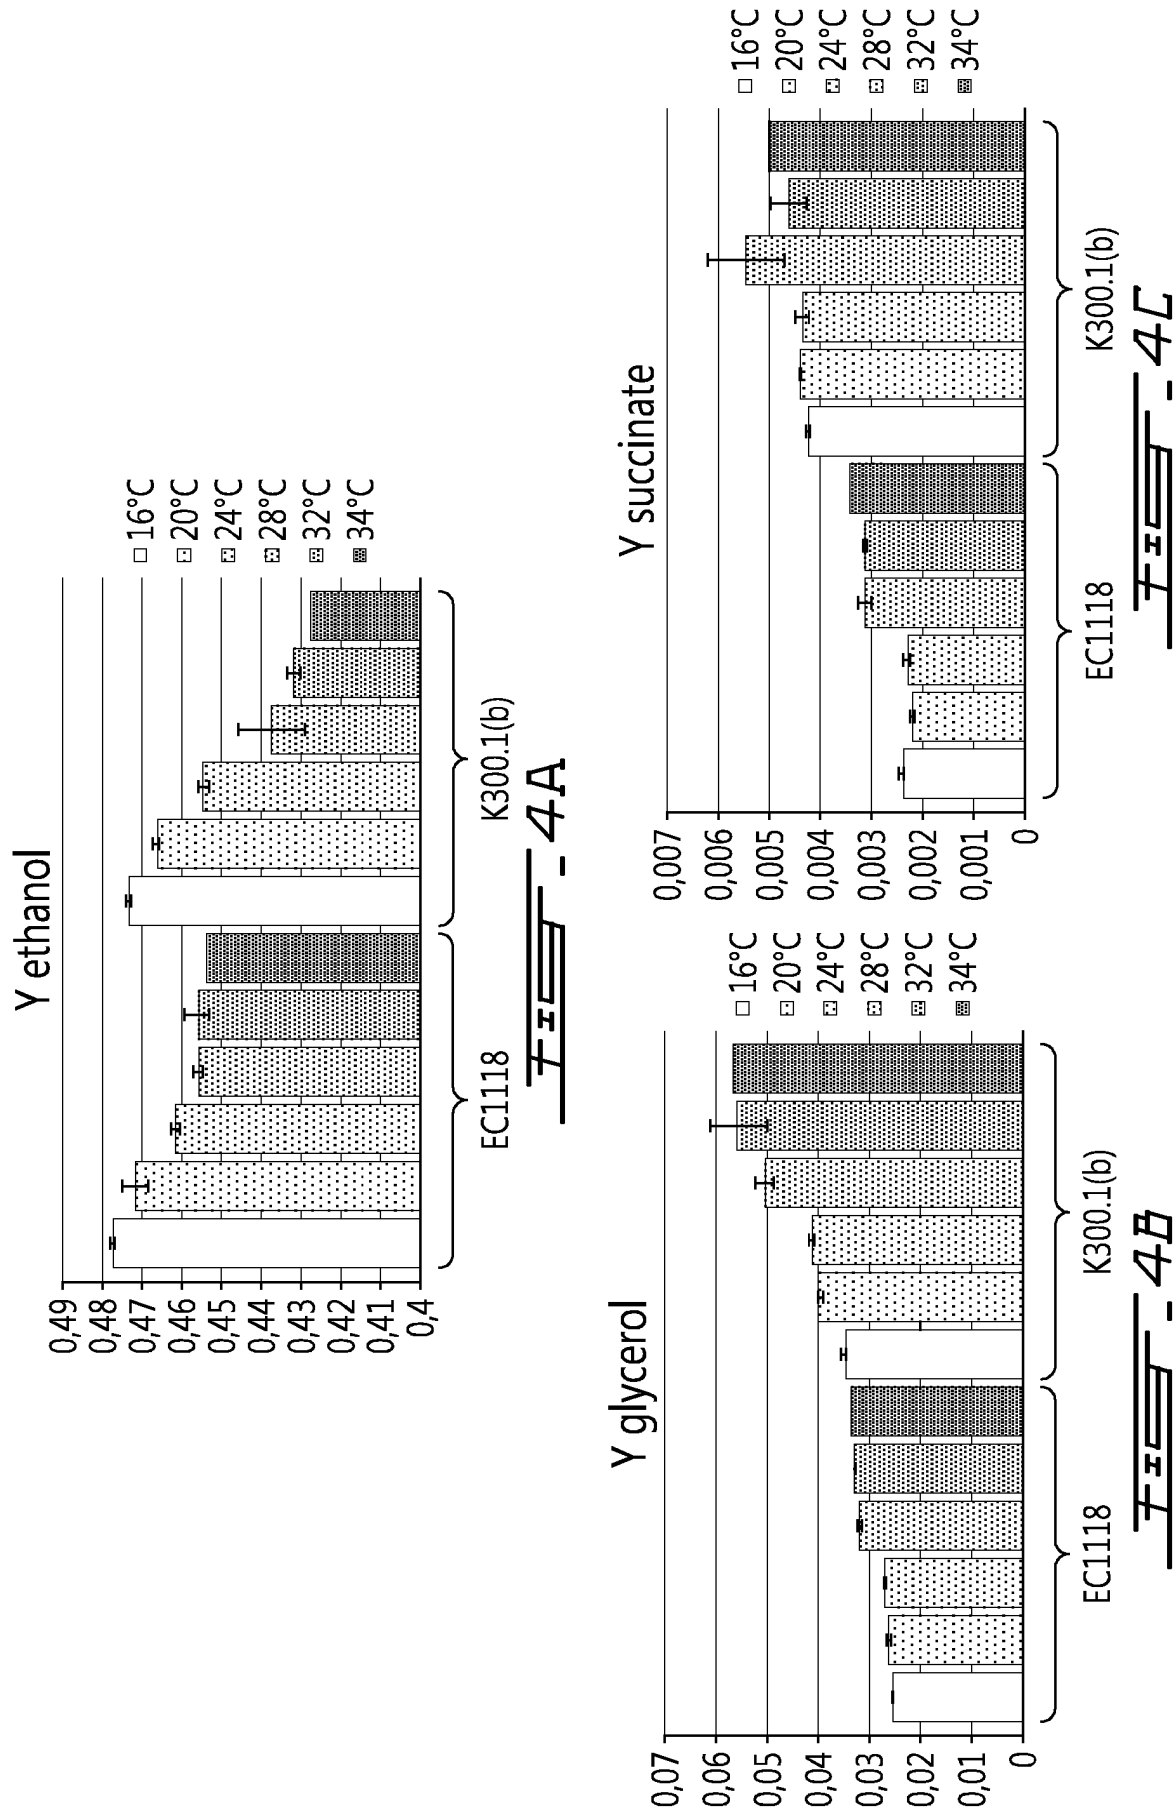 Y ethanol
0,49
0,48
0,47
0,46
0,45
0,44
0,43
0,42
0,41
0,4
EC1118
K300.1(b)
16°C
20°C
24°C
28°C
32°C
34°C
FIG - 4A
Y glycerol
0,07
0,06
0,05
0,04
0,03
0,02
0,01
0
EC1118
K300.1(b)
16°C
20°C
24°C
28°C
32°C
34°C
FIG - 4B
Y succinate
0,007
0,006
0,005
0,004
0,003
0,002
0,001
0
EC1118
K300.1(b)
16°C
20°C
24°C
28°C
32°C
34°C
FIG - 4C